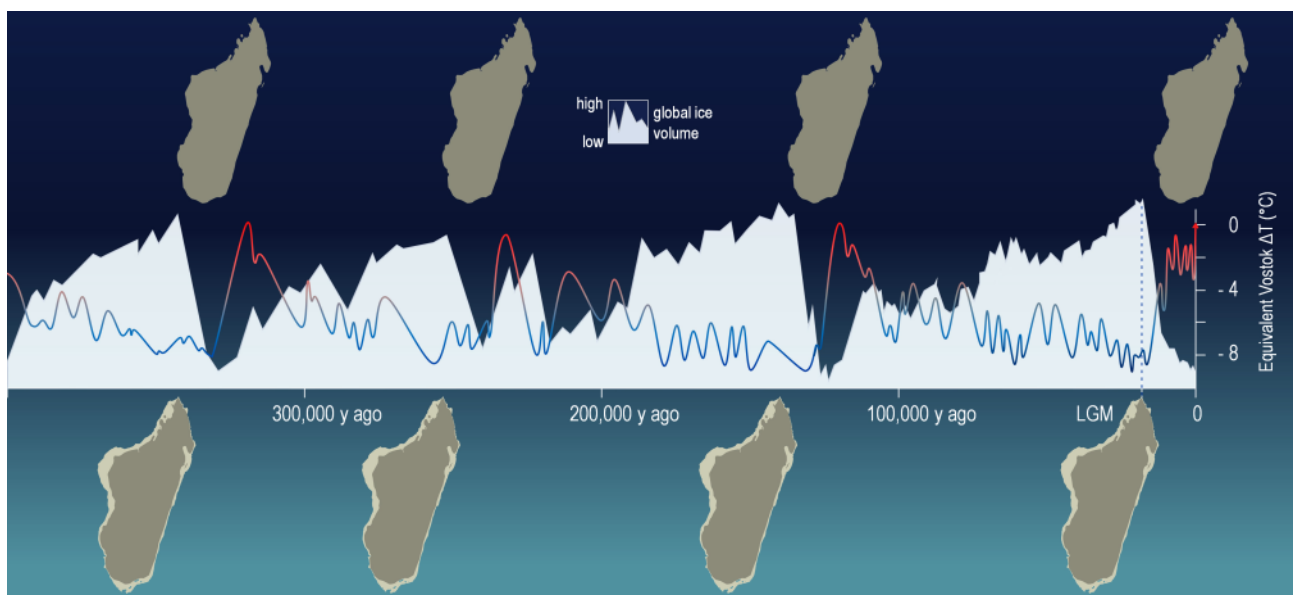 high
low
global ice
volume
0
- 4
- 8
Equivalent Vostok ΔT (°C)
300,000 y ago
200,000 y ago
100,000 y ago
LGM
0